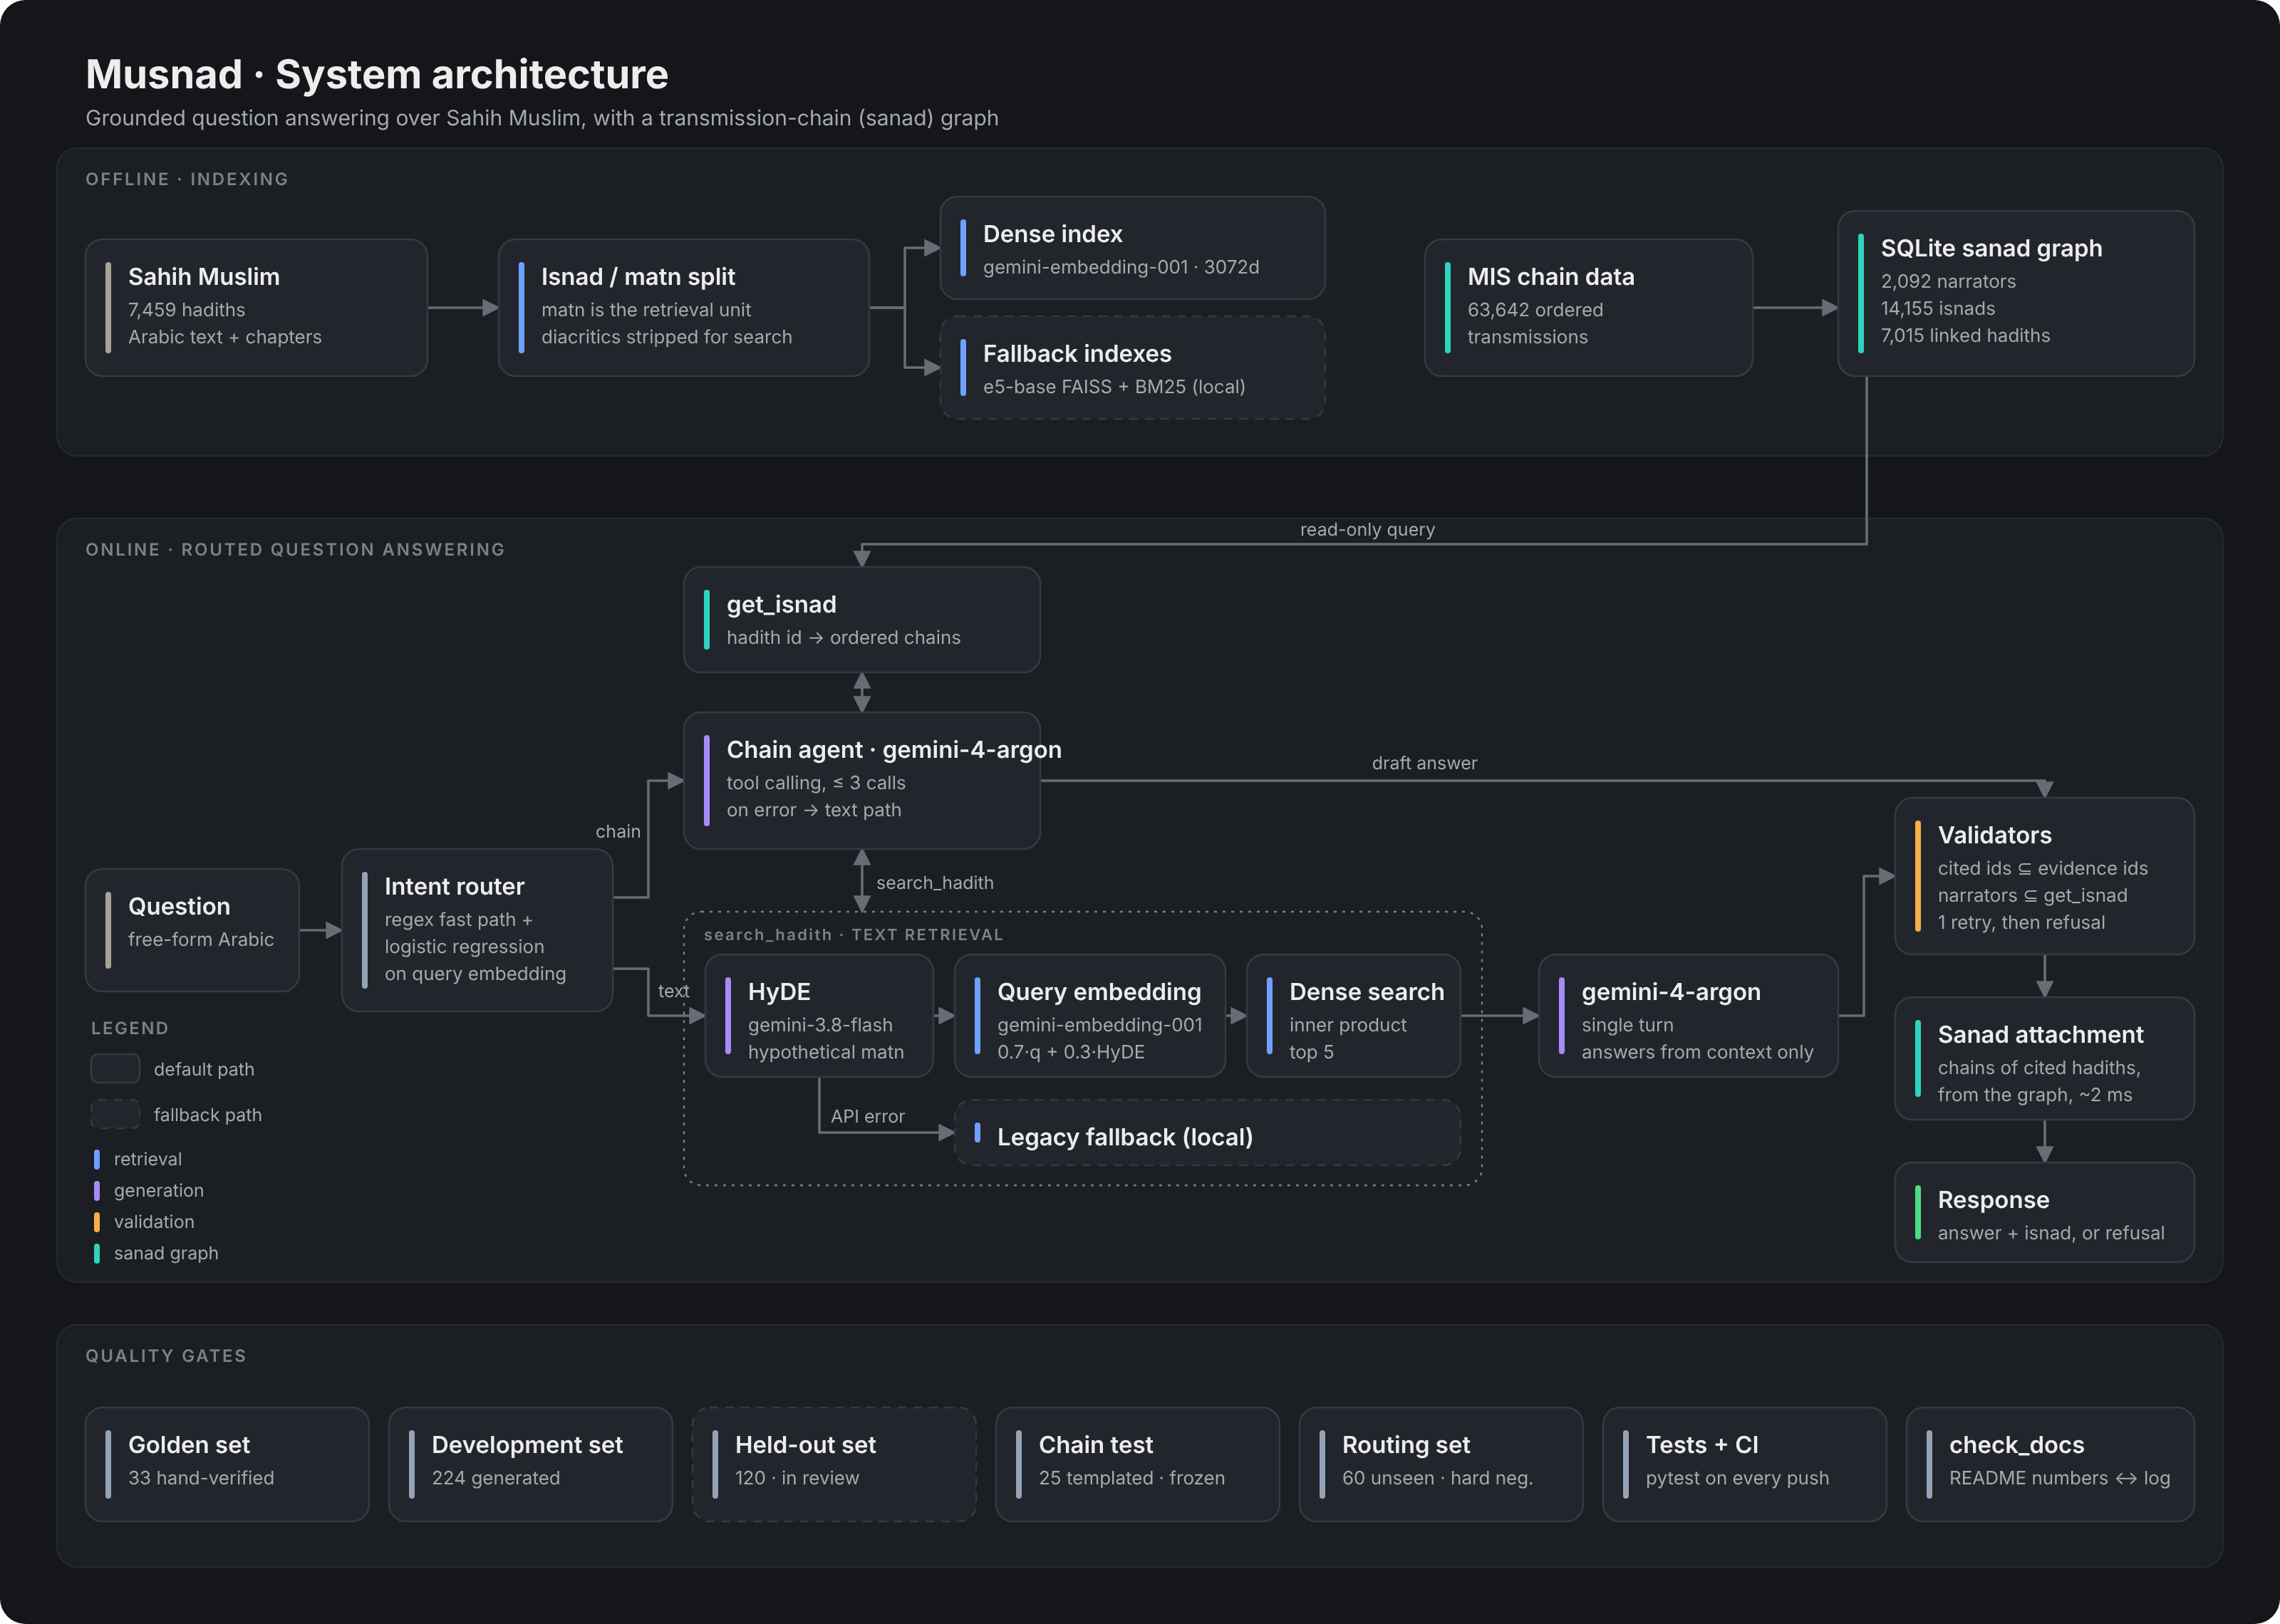 Musnad · System architecture
Grounded question answering over Sahih Muslim, with a transmission-chain (sanad) graph
OFFLINE · INDEXING
Sahih Muslim
7,459 hadiths
Arabic text + chapters
Isnad / matn split
matn is the retrieval unit
diacritics stripped for search
Dense index
gemini-embedding-001 · 3072d
Fallback indexes
e5-base FAISS + BM25 (local)
MIS chain data
63,642 ordered
transmissions
SQLite sanad graph
2,092 narrators
14,155 isnads
7,015 linked hadiths
ONLINE · ROUTED QUESTION ANSWERING
read-only query
get_isnad
hadith id → ordered chains
Chain agent · gemini-4-argon
tool calling, ≤ 3 calls
on error → text path
draft answer
chain
search_hadith
Question
free-form Arabic
Intent router
regex fast path +
logistic regression
on query embedding
text
search_hadith · TEXT RETRIEVAL
HyDE
gemini-3.8-flash
hypothetical matn
Query embedding
gemini-embedding-001
0.7·q + 0.3·HyDE
Dense search
inner product
top 5
API error
Legacy fallback (local)
gemini-4-argon
single turn
answers from context only
Validators
cited ids ⊆ evidence ids
narrators ⊆ get_isnad
1 retry, then refusal
Sanad attachment
chains of cited hadiths,
from the graph, ~2 ms
Response
answer + isnad, or refusal
LEGEND
default path
fallback path
retrieval
generation
validation
sanad graph
QUALITY GATES
Golden set
33 hand-verified
Development set
224 generated
Held-out set
120 · in review
Chain test
25 templated · frozen
Routing set
60 unseen · hard neg.
Tests + CI
pytest on every push
check_docs
README numbers ↔ log